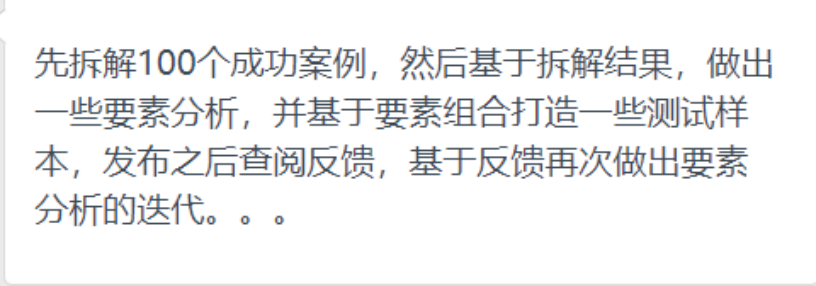 先拆解100个成功案例，然后基于拆解结果，做出
一些要素分析，并基于要素组合打造一些测试样
本，发布之后查阅反馈，基于反馈再次做出要素
分析的迭代。。。